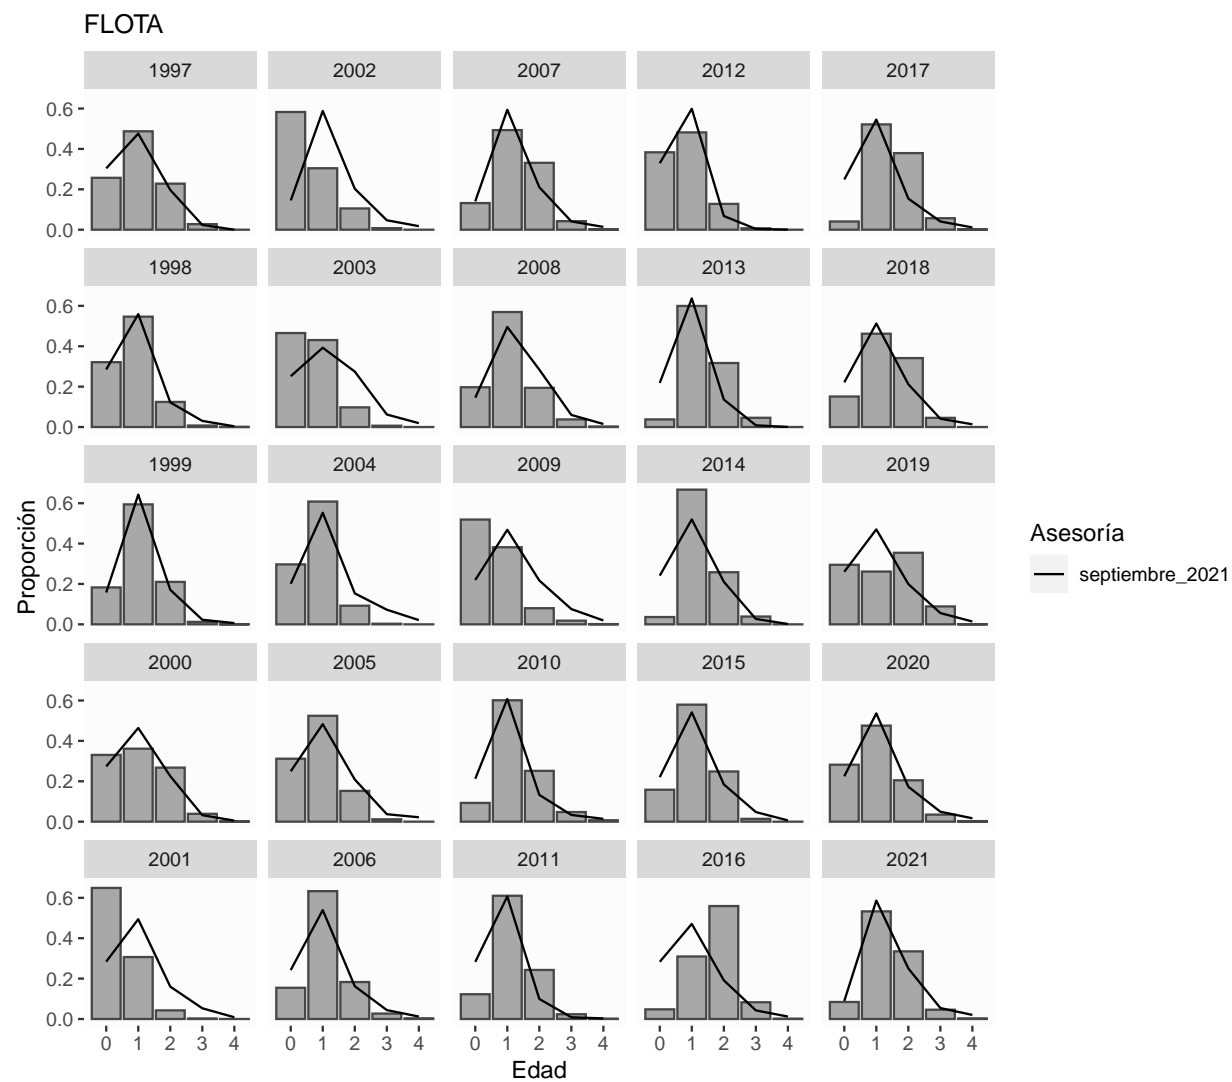 FLOTA
1997 2002 2007 2012 2017
0.6
0.4
0.2
0.0
1998 2003 2008 2013 2018
0.6
0.4
0.2
0.0
1999 2004 2009 2014 2019
0.6
0.4
0.2
0.0
2000 2005 2010 2015 2020
0.6
0.4
0.2
0.0
2001 2006 2011 2016 2021
0.6
0.4
0.2
0.0
0 1 2 3 4 0 1 2 3 4 0 1 2 3 4 0 1 2 3 4 0 1 2 3 4
Edad
Proporción
Asesoría
septiembre_2021